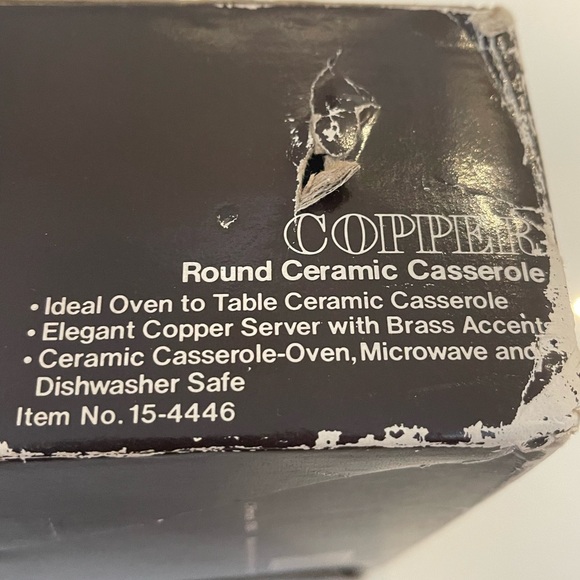 COPPER
Round Ceramic Casserole
• Ideal Oven to Table Ceramic Casserole
• Elegant Copper Server with Brass Accents
• Ceramic Casserole-Oven, Microwave and
Dishwasher Safe
Item No. 15-4446